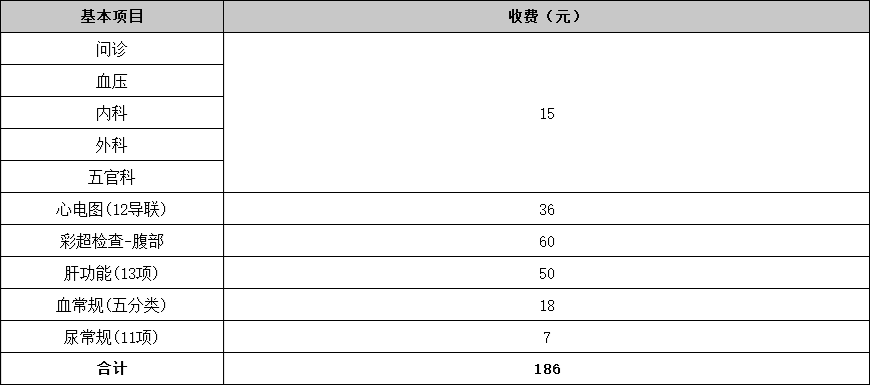 基本项目 收费（元）
问诊
血压
内科 15
外科
五官科
心电图(12导联) 36
彩超检查-腹部 60
肝功能(13项) 50
血常规(五分类) 18
尿常规(11项) 7
合计 186